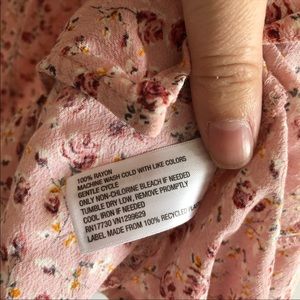 100% RAYON
MACHINE WASH COLD WITH LIKE COLORS
GENTLE CYCLE
ONLY NON-CHLORINE BLEACH IF NEEDED
TUMBLE DRY LOW, REMOVE PROMPTLY
COOL IRON IF NEEDED
RN17730 VN1299629
LABEL MADE FROM 100% RECYCLED